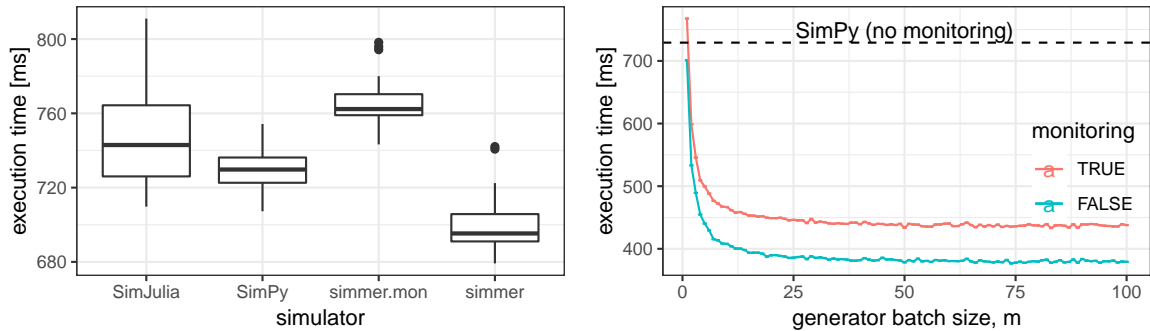 execution time [ms]
800
760
720
680
SimJulia
SimPy
simmer.mon
simmer
simulator
execution time [ms]
700
600
500
400
SimPy (no monitoring)
monitoring
a TRUE
a FALSE
0
25
50
75
100
generator batch size, m